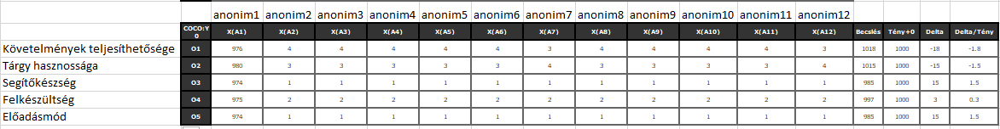 anonim1 anonim2 anonim3 anonim4 anonim5 anonim6 anonim7 anonim8 anonim9 anonim10 anonim11 anonim12
COCO:Y0 X(A1) X(A2) X(A3) X(A4) X(A5) X(A6) X(A7) X(A8) X(A9) X(A10) X(A11) X(A12) Becslés Tény+0 Delta Delta/Tény
Követelmények teljesíthetősége O1 976 4 4 4 4 4 3 4 4 4 4 3 1018 1000 -18 -1.8
Tárgy hasznossága O2 980 3 3 3 3 3 4 3 3 3 3 4 1015 1000 -15 -1.5
Segítőkészség O3 974 1 1 1 1 1 1 1 1 1 1 1 985 1000 15 1.5
Felkészültség O4 975 2 2 2 2 2 2 2 2 2 2 2 997 1000 3 0.3
Előadásmód O5 974 1 1 1 1 1 1 1 1 1 1 1 985 1000 15 1.5